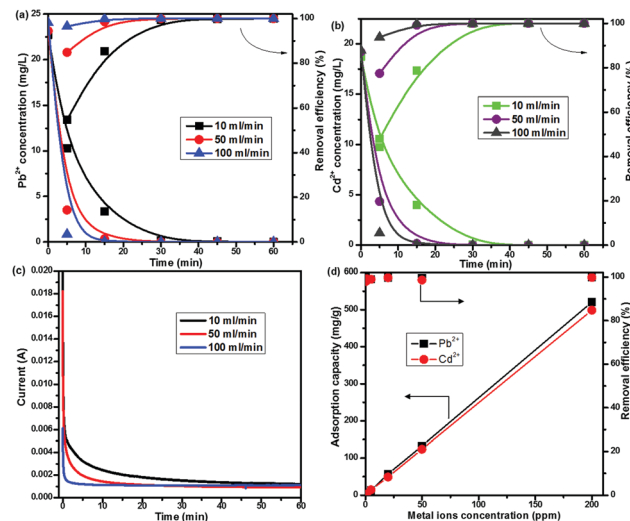 (a)
25
20
15
10
5
0
Pb2+ concentration (mg/L)
0 10 20 30 40 50 60
Time (min)
100
80
60
40
20
0
Removal efficiency (%)
10 ml/min
50 ml/min
100 ml/min
(b)
20
15
10
5
0
Cd2+ concentration (mg/L)
0 10 20 30 40 50 60
Time (min)
100
80
60
40
20
0
Removal efficiency (%)
10 ml/min
50 ml/min
100 ml/min
(c)
0.020
0.018
0.016
0.014
0.012
0.010
0.008
0.006
0.004
0.002
0.000
Current (A)
0 10 20 30 40 50 60
Time (min)
10 ml/min
50 ml/min
100 ml/min
(d)
600
500
400
300
200
100
0
Adsorption capacity (mg/g)
0 50 100 150 200
Metal ions concentration (ppm)
100
80
60
40
20
0
Removal efficiency (%)
Pb2+
Cd2+